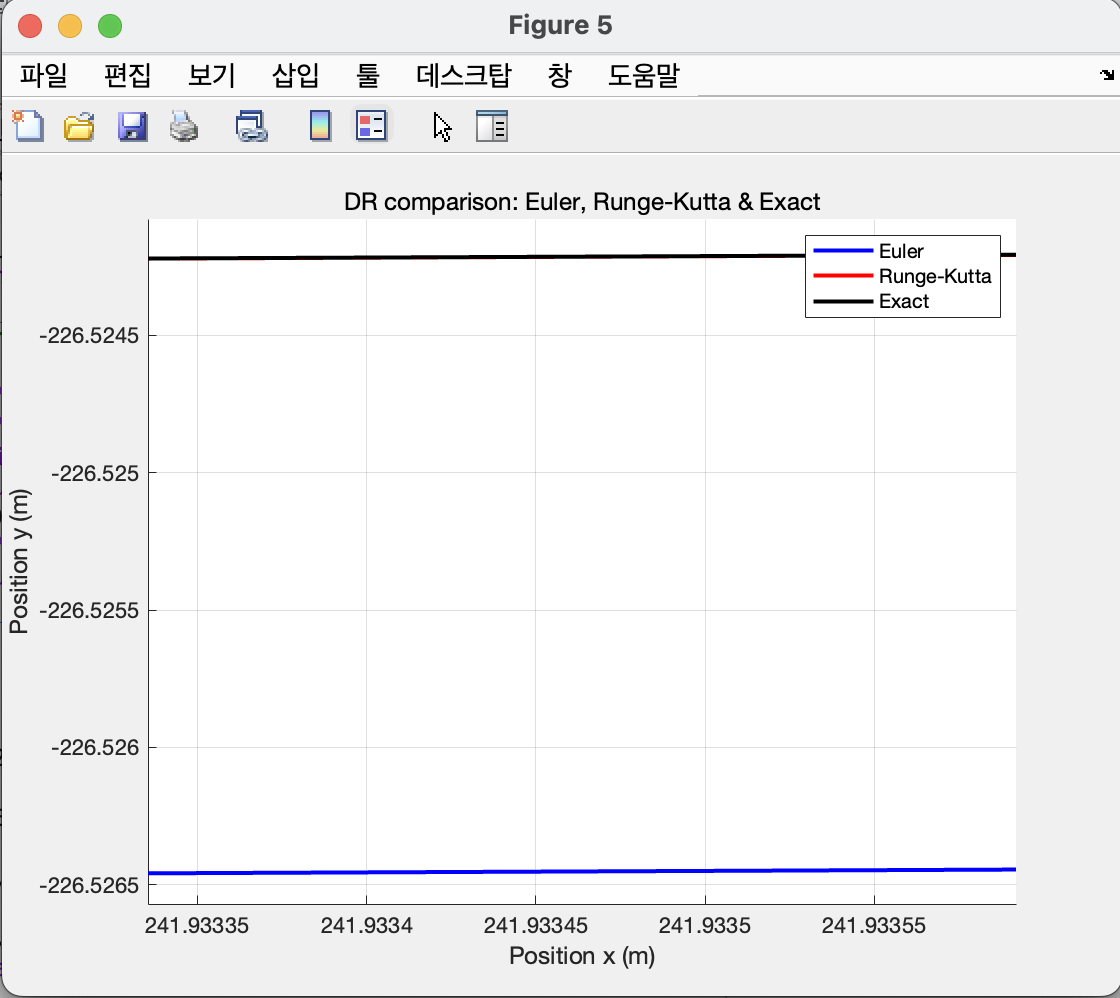 Figure 5
파일 편집 보기 삽입 툴 데스크탑 창 도움말
DR comparison: Euler, Runge-Kutta & Exact
Euler
Runge-Kutta
Exact
-226.5245
-226.525
-226.5255
-226.526
-226.5265
Position y (m)
241.93335 241.9334 241.93345 241.9335 241.93355
Position x (m)